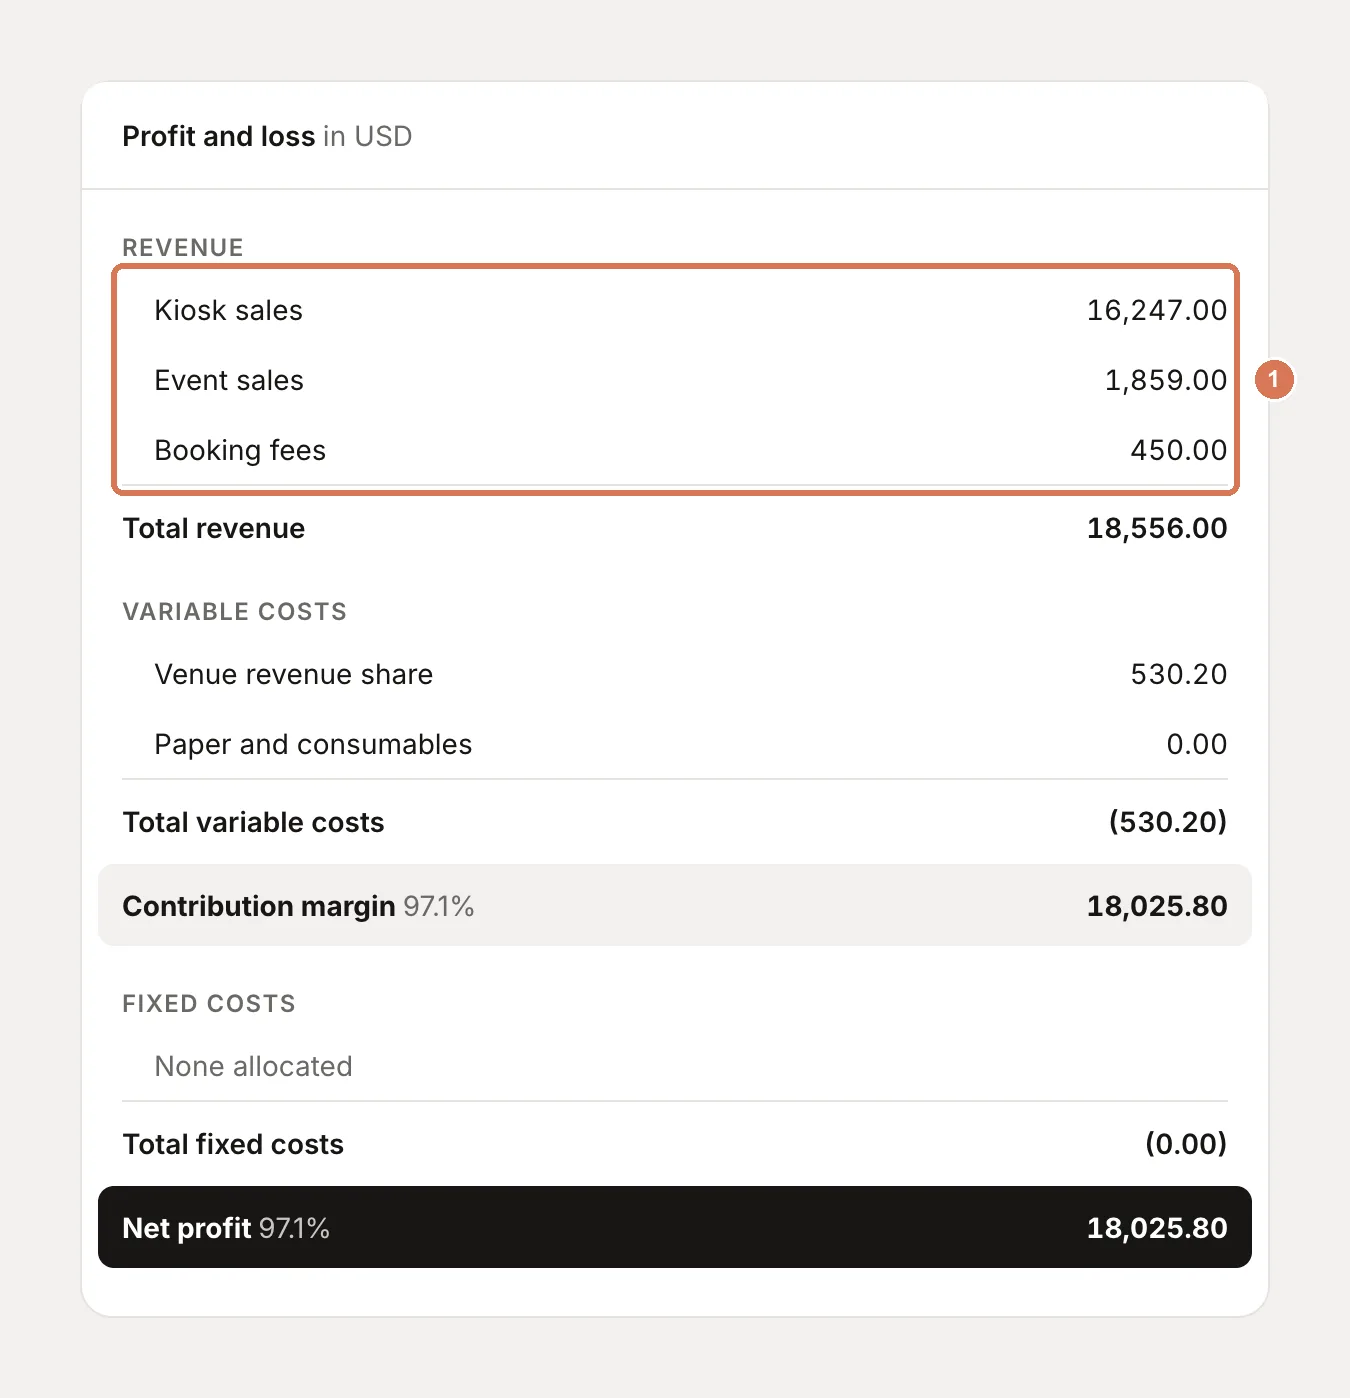 Profit and loss in USD
REVENUE
Kiosk sales 16,247.00
Event sales 1,859.00
1
Booking fees 450.00
Total revenue 18,556.00
VARIABLE COSTS
Venue revenue share 530.20
Paper and consumables 0.00
Total variable costs (530.20)
Contribution margin 97.1% 18,025.80
FIXED COSTS
None allocated
Total fixed costs (0.00)
Net profit 97.1% 18,025.80